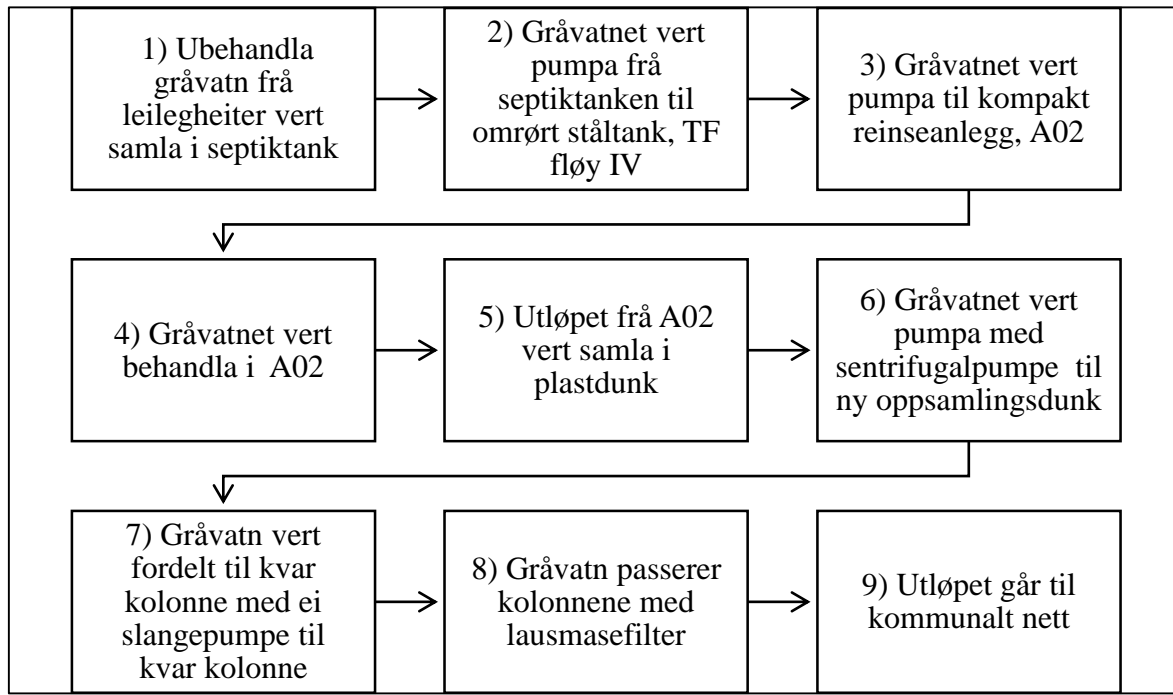 1) Ubehandla
gråvatn frå
leilegheiter vert
samla i septiktank
2) Gråvatnet vert
pumpa frå
septiktanken til
omrørt ståltank, TF
fløy IV
3) Gråvatnet vert
pumpa til kompakt
reinseanlegg, A02
4) Gråvatnet vert
behandla i A02
5) Utløpet frå A02
vert samla i
plastdunk
6) Gråvatnet vert
pumpa med
sentrifugalpumpe til
ny oppsamlingsdunk
7) Gråvatn vert
fordelt til kvar
kolonne med ei
slangepumpe til
kvar kolonne
8) Gråvatn passerer
kolonnene med
lausmasefilter
9) Utløpet går til
kommunalt nett